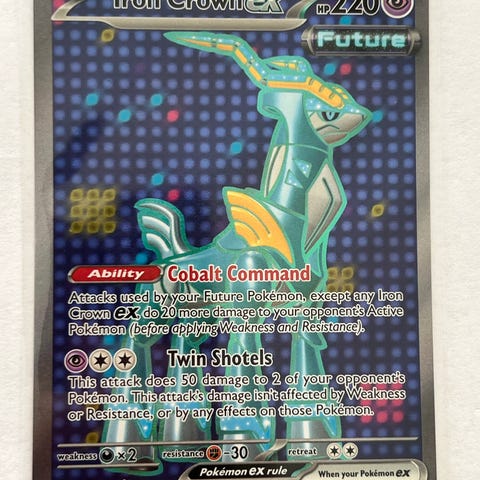 Iron Crown ex HP 220
Future
Ability Cobalt Command
Attacks used by your Future Pokémon, except any Iron
Crown ex, do 20 more damage to your opponent's Active
Pokémon (before applying Weakness and Resistance).
Twin Shotels
This attack does 50 damage to 2 of your opponent's
Pokémon. This attack's damage isn't affected by Weakness
or Resistance, or by any effects on those Pokémon.
weakness ×2 resistance -30 retreat
Pokémon ex rule When your Pokémon ex